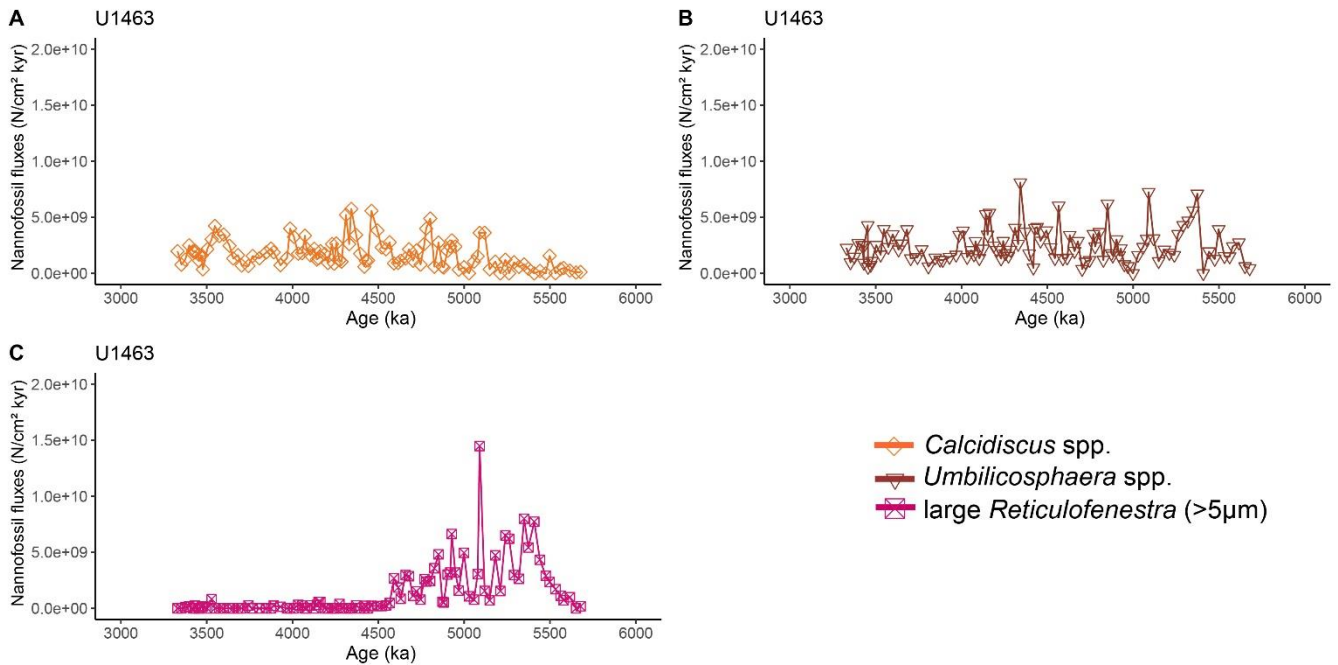 A U1463
Nannofossil fluxes (N/cm² kyr)
2.0e+10
1.5e+10
1.0e+10
5.0e+09
0.0e+00
3000 3500 4000 4500 5000 5500 6000
Age (ka)
B U1463
Nannofossil fluxes (N/cm² kyr)
2.0e+10
1.5e+10
1.0e+10
5.0e+09
0.0e+00
3000 3500 4000 4500 5000 5500 6000
Age (ka)
C U1463
Nannofossil fluxes (N/cm² kyr)
2.0e+10
1.5e+10
1.0e+10
5.0e+09
0.0e+00
3000 3500 4000 4500 5000 5500 6000
Age (ka)
Calcidiscus spp.
Umbilicosphaera spp.
large Reticulofenestra (>5µm)